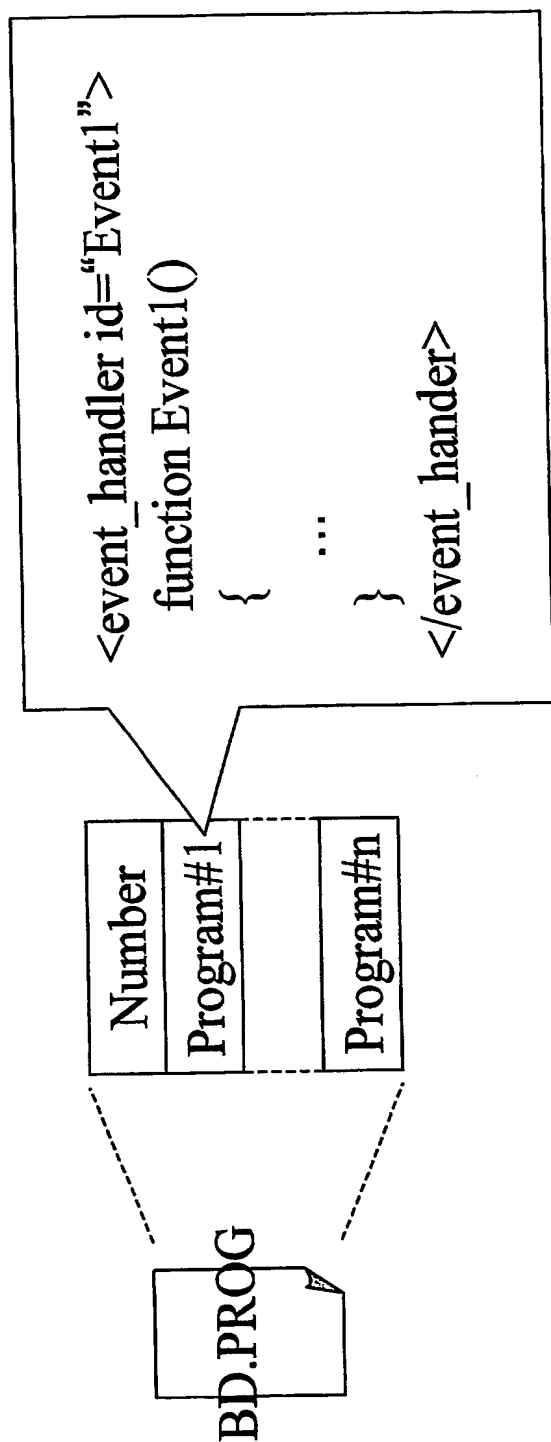 BD.PROG
Number
Program#1
Program#n
<event_handler id=“Event1”>
function Event1()
{
...
}
</event_hander>